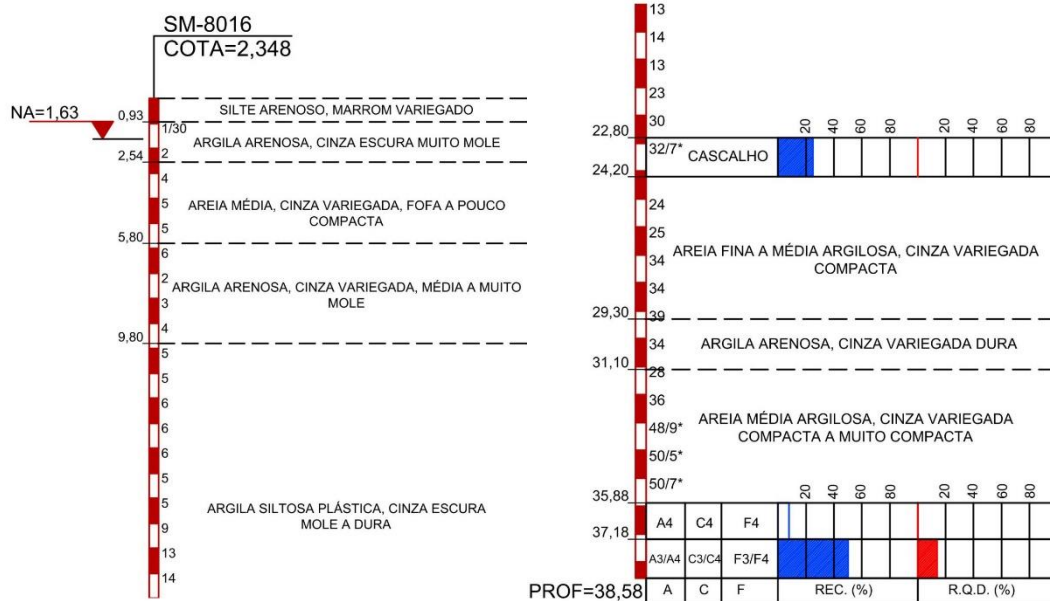 SM-8016
COTA=2,348
NA=1,63
0,93
SILTE ARENOSO, MARROM VARIEGADO
1/30
ARGILA ARENOSA, CINZA ESCURA MUITO MOLE
2
2,54
4
5
AREIA MÉDIA, CINZA VARIEGADA, FOFA A POUCO
COMPACTA
5
5,80
6
2
ARGILA ARENOSA, CINZA VARIEGADA, MÉDIA A MUITO
MOLE
3
4
9,80
5
5
6
6
5
5
ARGILA SILTOSA PLÁSTICA, CINZA ESCURA
MOLE A DURA
9
13
14
13
14
13
23
30
20 40 60 80 20 40 60 80
22,80
32/7* CASCALHO
24,20
24
25
AREIA FINA A MÉDIA ARGILOSA, CINZA VARIEGADA
COMPACTA
34
34
39
29,30
34
ARGILA ARENOSA, CINZA VARIEGADA DURA
31,10
28
36
AREIA MÉDIA ARGILOSA, CINZA VARIEGADA
COMPACTA A MUITO COMPACTA
48/9*
50/5*
50/7*
20 40 60 80 20 40 60 80
35,88
A4 C4 F4
37,18
A3/A4 C3/C4 F3/F4
PROF=38,58 A C F REC. (%) R.Q.D. (%)